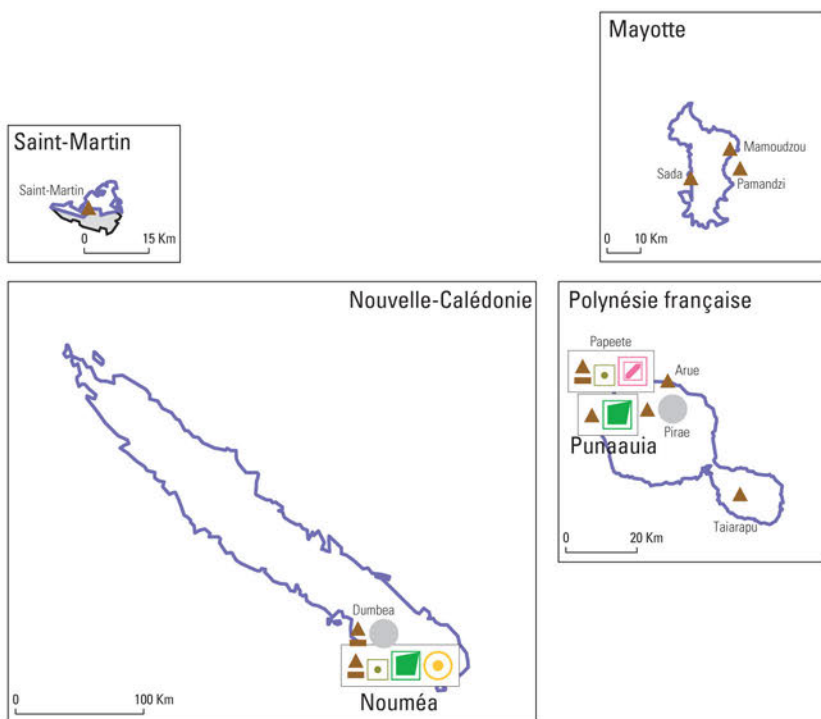 Mayotte
Mamoudzou
Sada
Pamandzi
0 10 Km
Saint-Martin
Saint-Martin
0 15 Km
Nouvelle-Calédonie
Dumbea
Nouméa
0 100 Km
Polynésie française
Papeete
Arue
Pirae
Punaauia
Taiarapu
0 20 Km